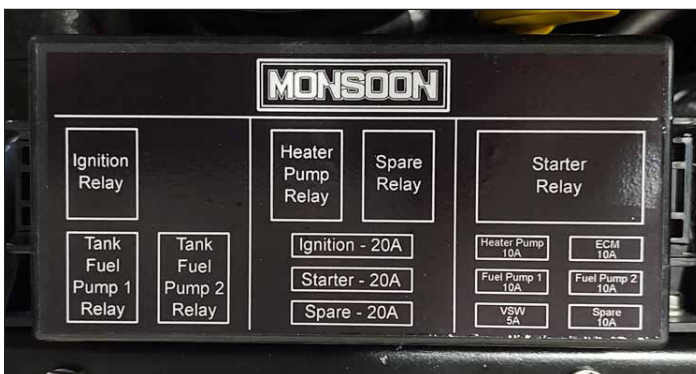 MONSOON
Ignition
Relay
Heater
Pump
Relay
Spare
Relay
Starter
Relay
Tank
Fuel
Pump 1
Relay
Tank
Fuel
Pump 2
Relay
Ignition - 20A
Starter - 20A
Spare - 20A
Heater Pump
10A
ECM
10A
Fuel Pump 1
10A
Fuel Pump 2
10A
VSW
5A
Spare
10A